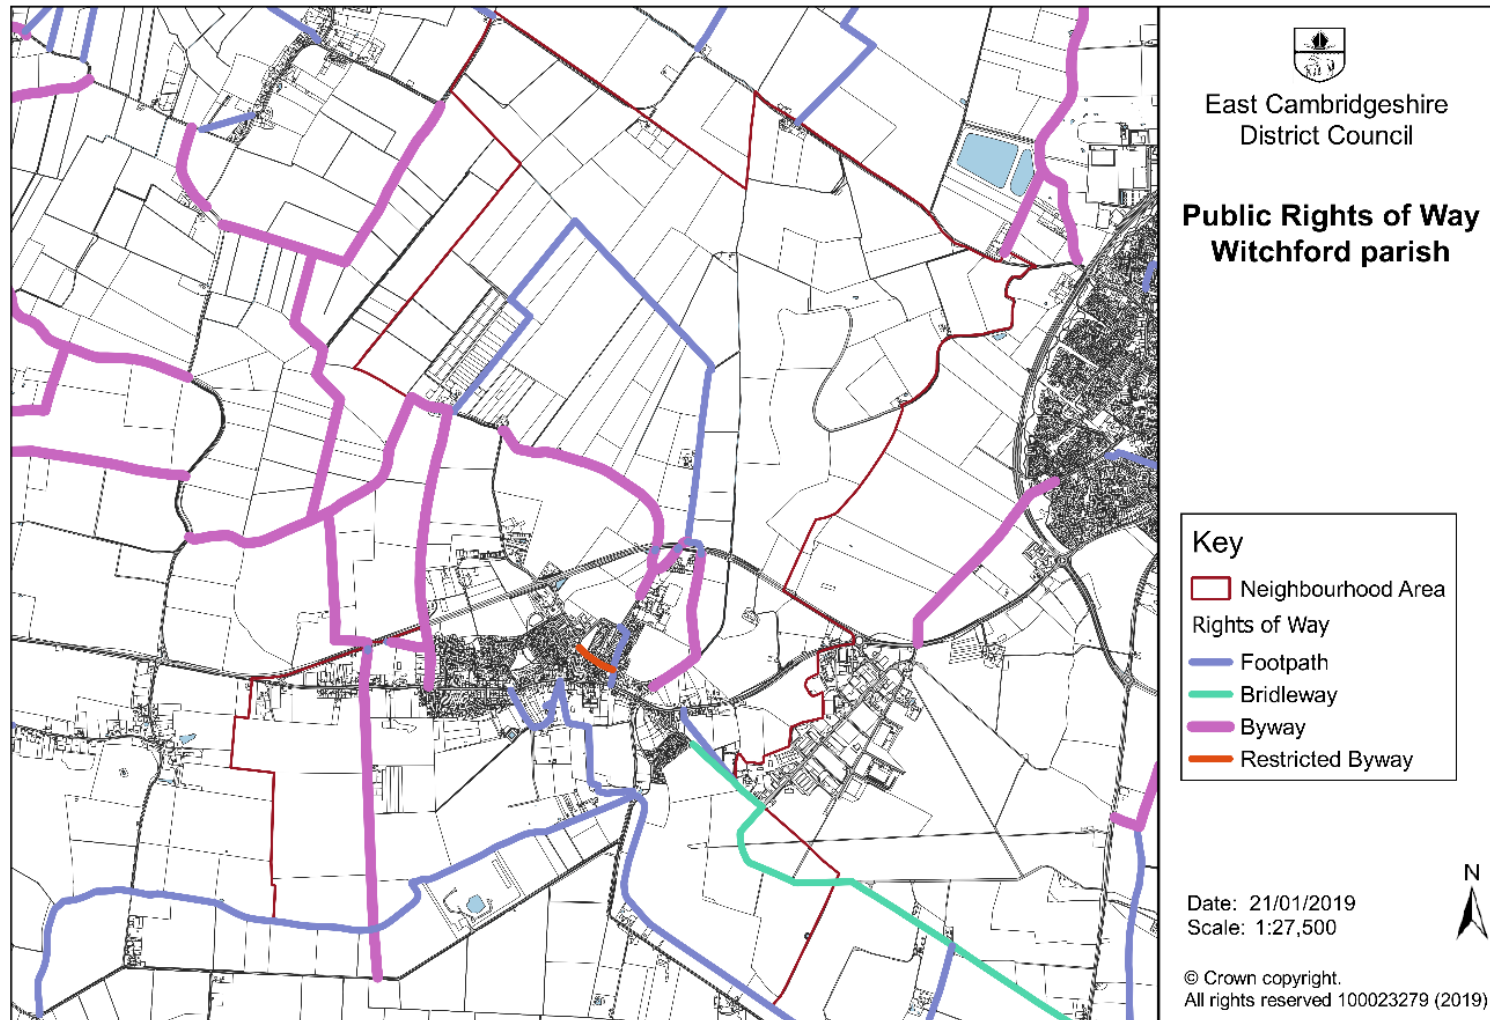 East Cambridgeshire
District Council
Public Rights of Way
Witchford parish
Key
Neighbourhood Area
Rights of Way
Footpath
Bridleway
Byway
Restricted Byway
N
Date: 21/01/2019
Scale: 1:27,500
© Crown copyright.
All rights reserved 100023279 (2019)